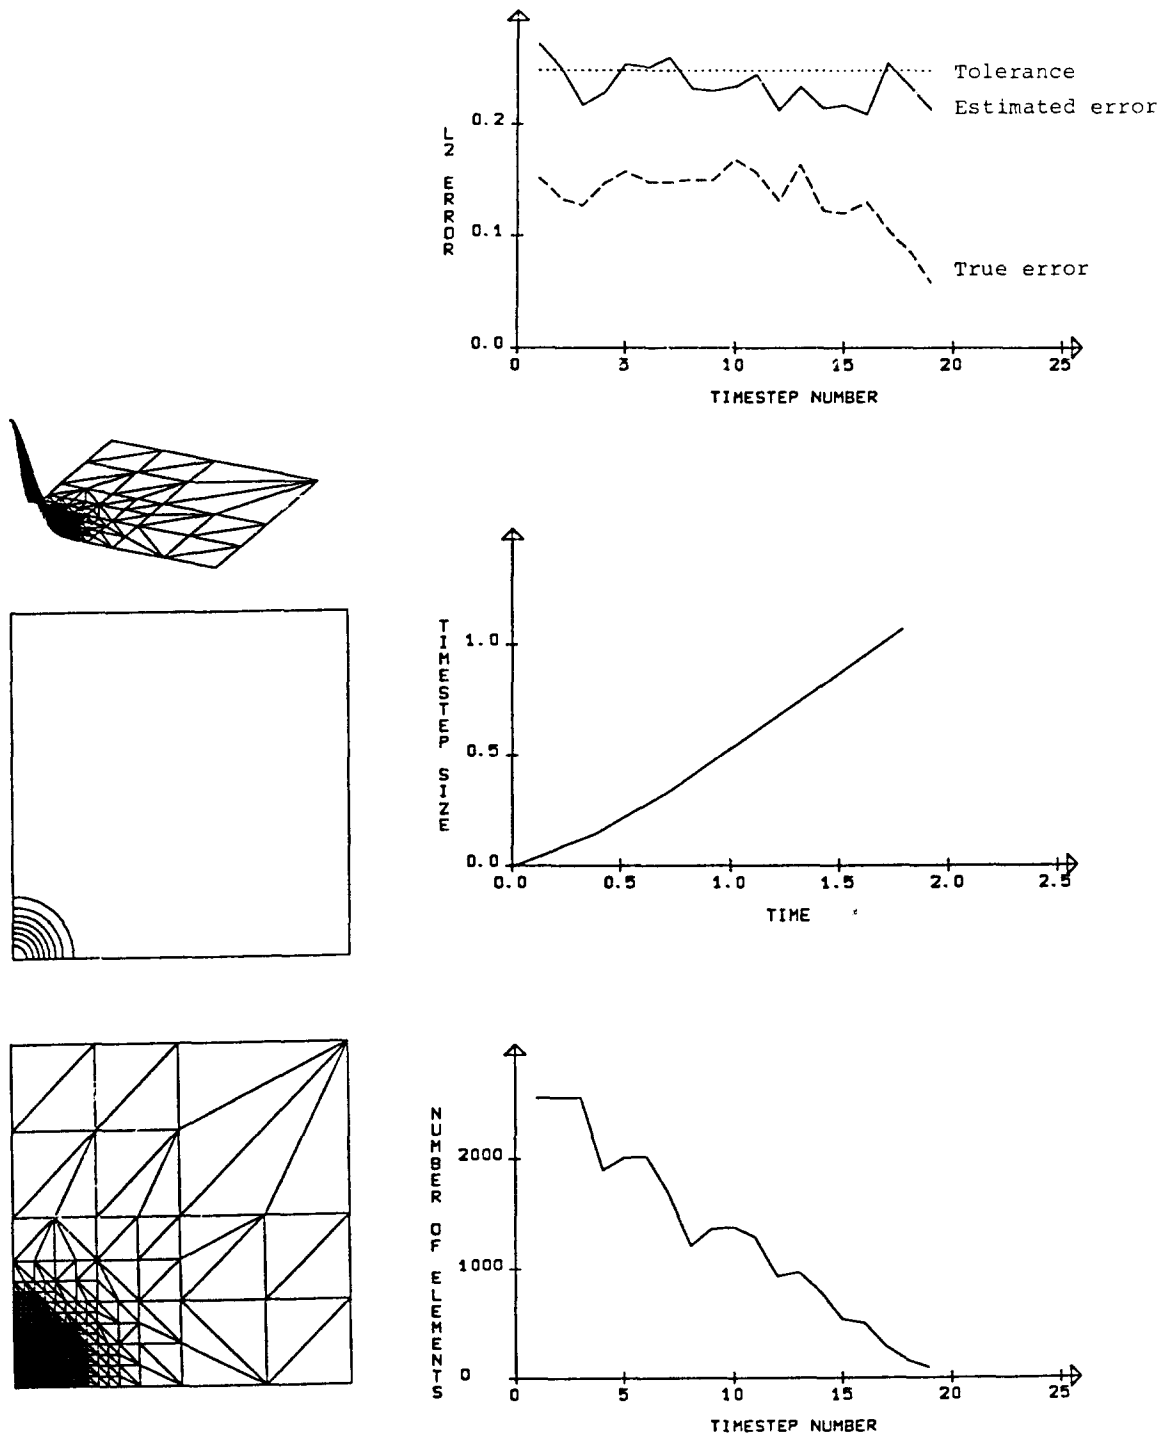 L2 ERROR
0.2
0.1
0.0
Tolerance
Estimated error
True error
0 5 10 15 20 25
TIMESTEP NUMBER
TIMESTEP SIZE
1.0
0.5
0.0
0.0 0.5 1.0 1.5 2.0 2.5
TIME
NUMBER OF ELEMENTS
2000
1000
0
0 5 10 15 20 25
TIMESTEP NUMBER